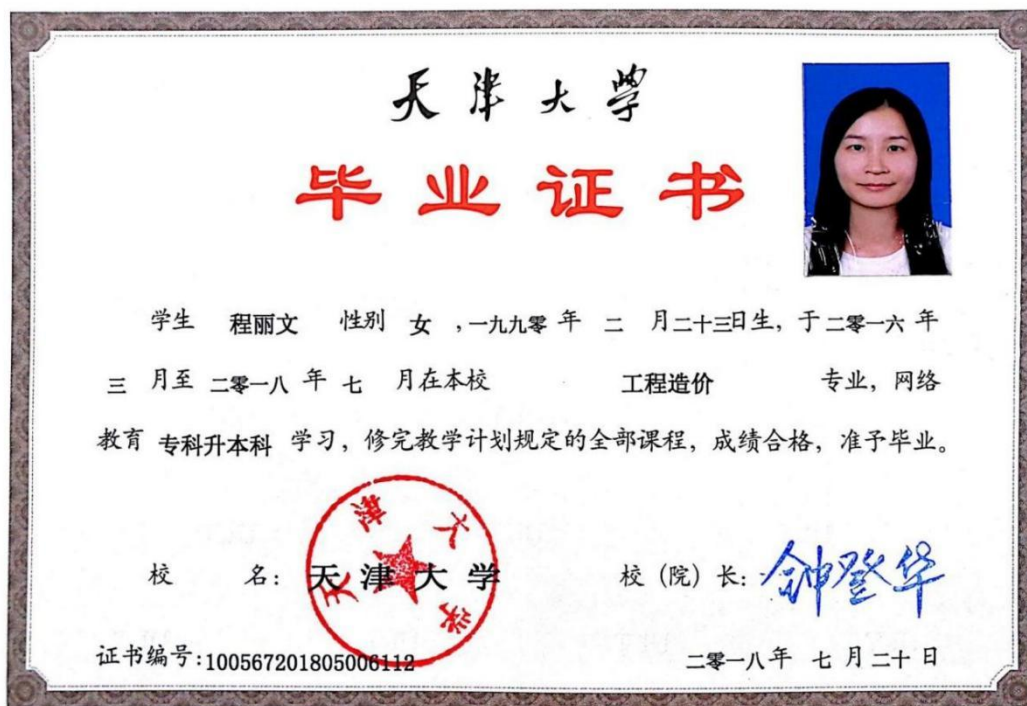 天津大学
毕业证书
学生 程丽文 性别 女 ,一九九零 年 二 月二十三日生, 于二零一六 年
三 月至 二零一八 年 七 月在本校 工程造价 专业, 网络
教育 专科升本科 学习, 修完教学计划规定的全部课程, 成绩合格, 准予毕业。
天津大学
校 名: 天津大学 校(院)长: 钟登华
证书编号:100567201805006112 二零一八年 七 月二十日